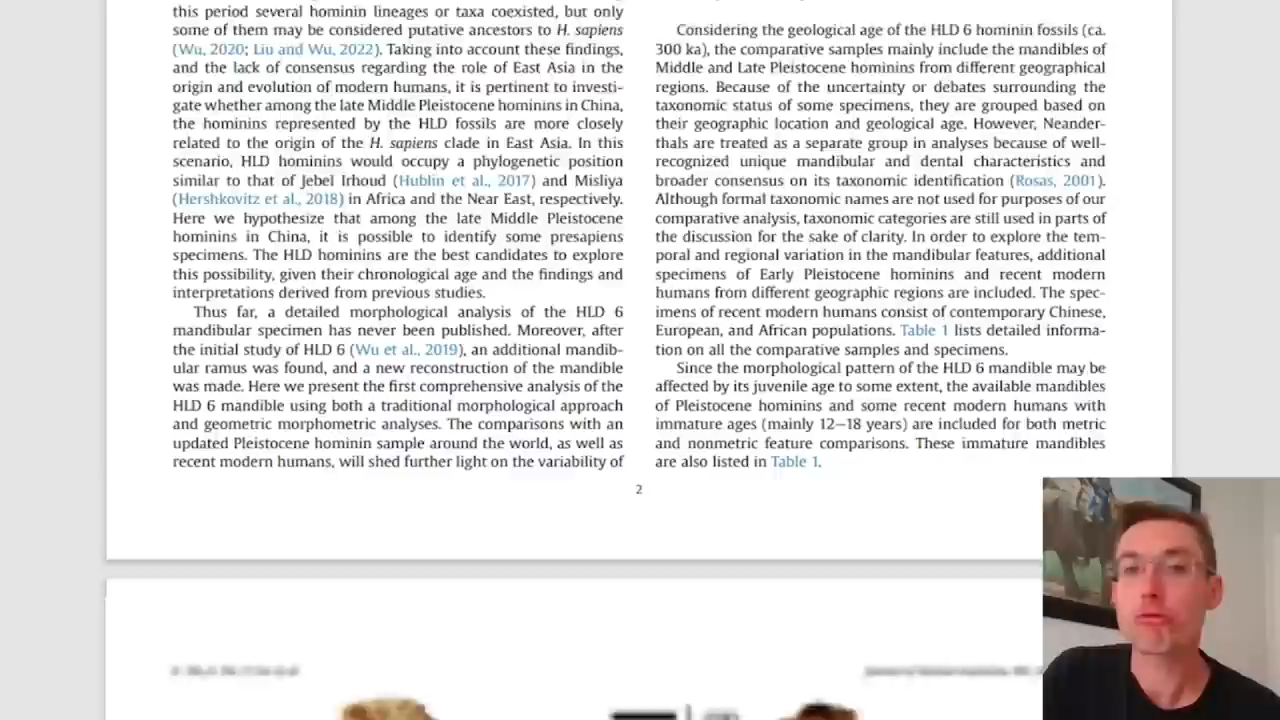 this period several hominin lineages or taxa coexisted, but only
some of them may be considered putative ancestors to H. sapiens
(Wu, 2020; Liu and Wu, 2022). Taking into account these findings,
and the lack of consensus regarding the role of East Asia in the
origin and evolution of modern humans, it is pertinent to investi-
gate whether among the late Middle Pleistocene hominins in China,
the hominins represented by the HLD fossils are more closely
related to the origin of the H. sapiens clade in East Asia. In this
scenario, HLD hominins would occupy a phylogenetic position
similar to that of Jebel Irhoud (Hublin et al., 2017) and Misliya
(Hershkovitz et al., 2018) in Africa and the Near East, respectively.
Here we hypothesize that among the late Middle Pleistocene
hominins in China, it is possible to identify some presapiens
specimens. The HLD hominins are the best candidates to explore
this possibility, given their chronological age and the findings and
interpretations derived from previous studies.
Thus far, a detailed morphological analysis of the HLD 6
mandibular specimen has never been published. Moreover, after
the initial study of HLD 6 (Wu et al., 2019), an additional mandib-
ular ramus was found, and a new reconstruction of the mandible
was made. Here we present the first comprehensive analysis of the
HLD 6 mandible using both a traditional morphological approach
and geometric morphometric analyses. The comparisons with an
updated Pleistocene hominin sample around the world, as well as
recent modern humans, will shed further light on the variability of
Considering the geological age of the HLD 6 hominin fossils (ca.
300 ka), the comparative samples mainly include the mandibles of
Middle and Late Pleistocene hominins from different geographical
regions. Because of the uncertainty or debates surrounding the
taxonomic status of some specimens, they are grouped based on
their geographic location and geological age. However, Neander-
thals are treated as a separate group in analyses because of well-
recognized unique mandibular and dental characteristics and
broader consensus on its taxonomic identification (Rosas, 2001).
Although formal taxonomic names are not used for purposes of our
comparative analysis, taxonomic categories are still used in parts of
the discussion for the sake of clarity. In order to explore the tem-
poral and regional variation in the mandibular features, additional
specimens of Early Pleistocene hominins and recent modern
humans from different geographic regions are included. The spec-
imens of recent modern humans consist of contemporary Chinese,
European, and African populations. Table 1 lists detailed informa-
tion on all the comparative samples and specimens.
Since the morphological pattern of the HLD 6 mandible may be
affected by its juvenile age to some extent, the available mandibles
of Pleistocene hominins and some recent modern humans with
immature ages (mainly 12–18 years) are included for both metric
and nonmetric feature comparisons. These immature mandibles
are also listed in Table 1.
2